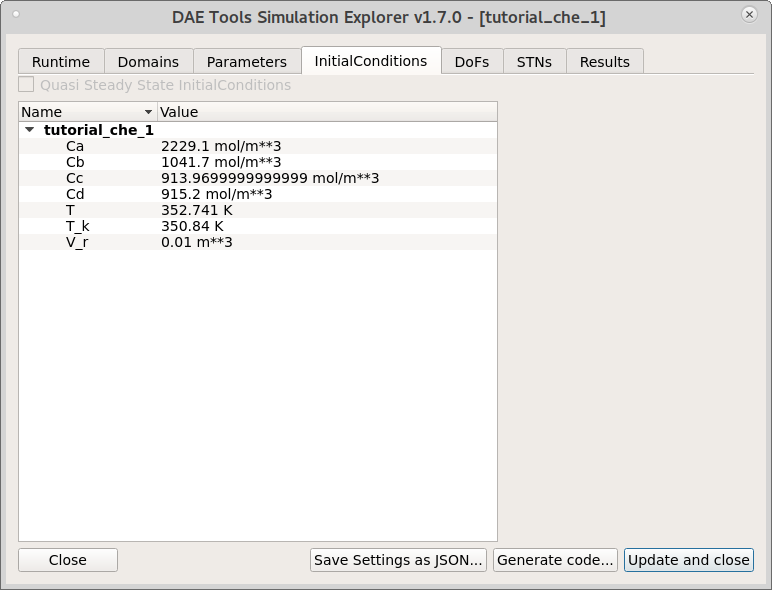 DAE Tools Simulation Explorer v1.7.0 - [tutorial_che_1]
Runtime Domains Parameters InitialConditions DoFs STNs Results
Quasi Steady State InitialConditions
Name Value
tutorial_che_1
Ca 2229.1 mol/m**3
Cb 1041.7 mol/m**3
Cc 913.9699999999999 mol/m**3
Cd 915.2 mol/m**3
T 352.741 K
T_k 350.84 K
V_r 0.01 m**3
Close Save Settings as JSON... Generate code... Update and close